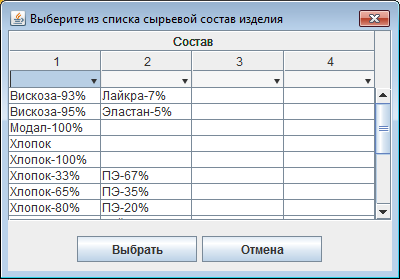 Выберите из списка сырьевой состав изделия
Состав
1 2 3 4
Вискоза-93% Лайкра-7%
Вискоза-95% Эластан-5%
Модал-100%
Хлопок
Хлопок-100%
Хлопок-33% ПЭ-67%
Хлопок-65% ПЭ-35%
Хлопок-80% ПЭ-20%
Выбрать Отмена